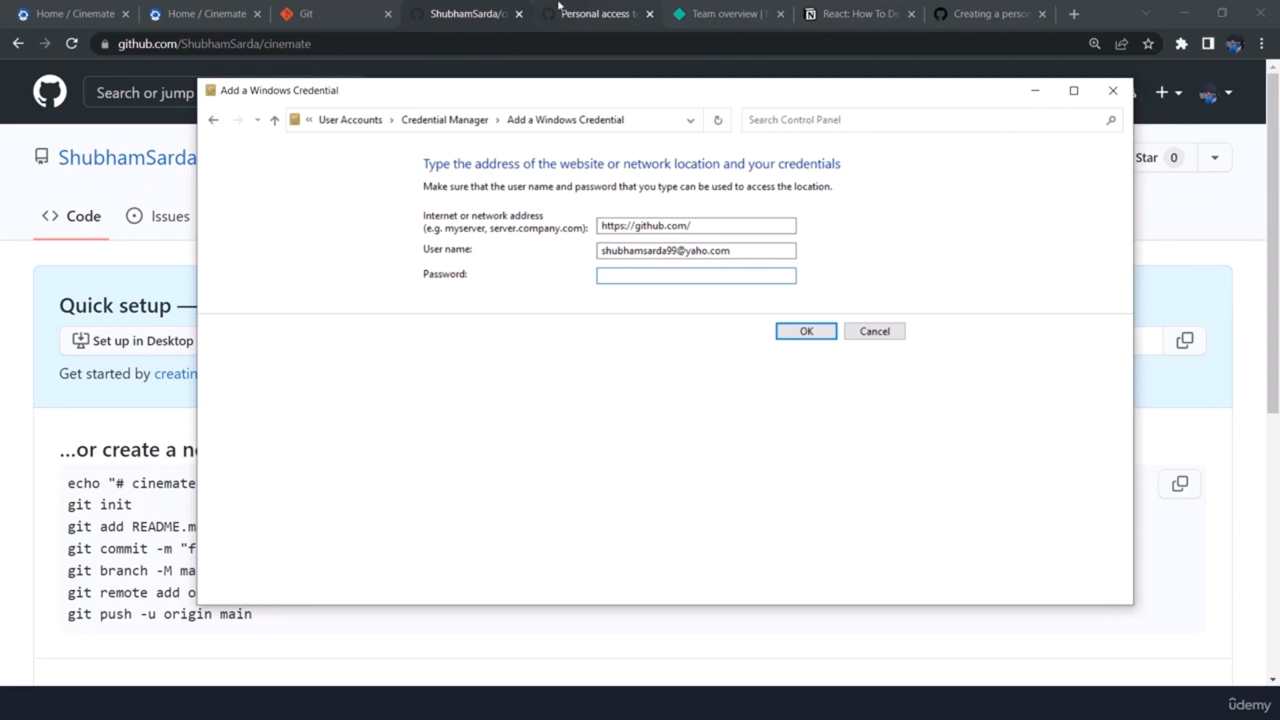 Home / Cinemate
Home / Cinemate
Git
ShubhamSarda/c
Personal access t
Team overview |
React: How To De
Creating a perso
github.com/ShubhamSarda/cinemate
Search or jump
Add a Windows Credential
User Accounts > Credential Manager > Add a Windows Credential
Search Control Panel
Type the address of the website or network location and your credentials
Make sure that the user name and password that you type can be used to access the location.
Internet or network address
(e.g. myserver, server.company.com):
https://github.com/
User name:
shubhamsarda99@yaho.com
Password:
OK
Cancel
ShubhamSarda
Star 0
Code
Issues
Quick setup —
Set up in Desktop
Get started by creatin
...or create a n
echo "# cinemate
git init
git add README.m
git commit -m "f
git branch -M ma
git remote add o
git push -u origin main
ûdemy